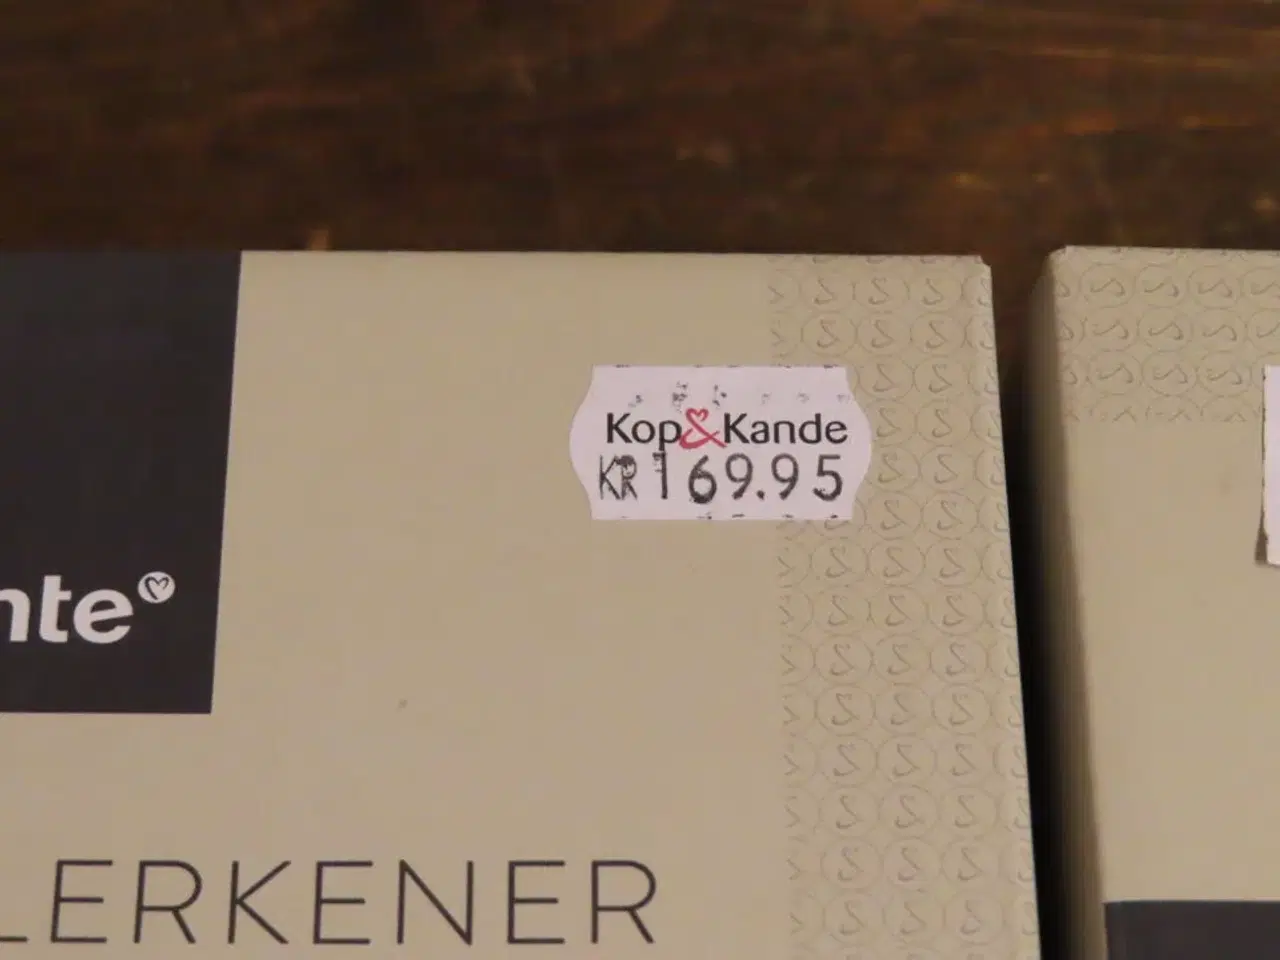 Kop&Kande
KR 169.95
nte
LERKENER